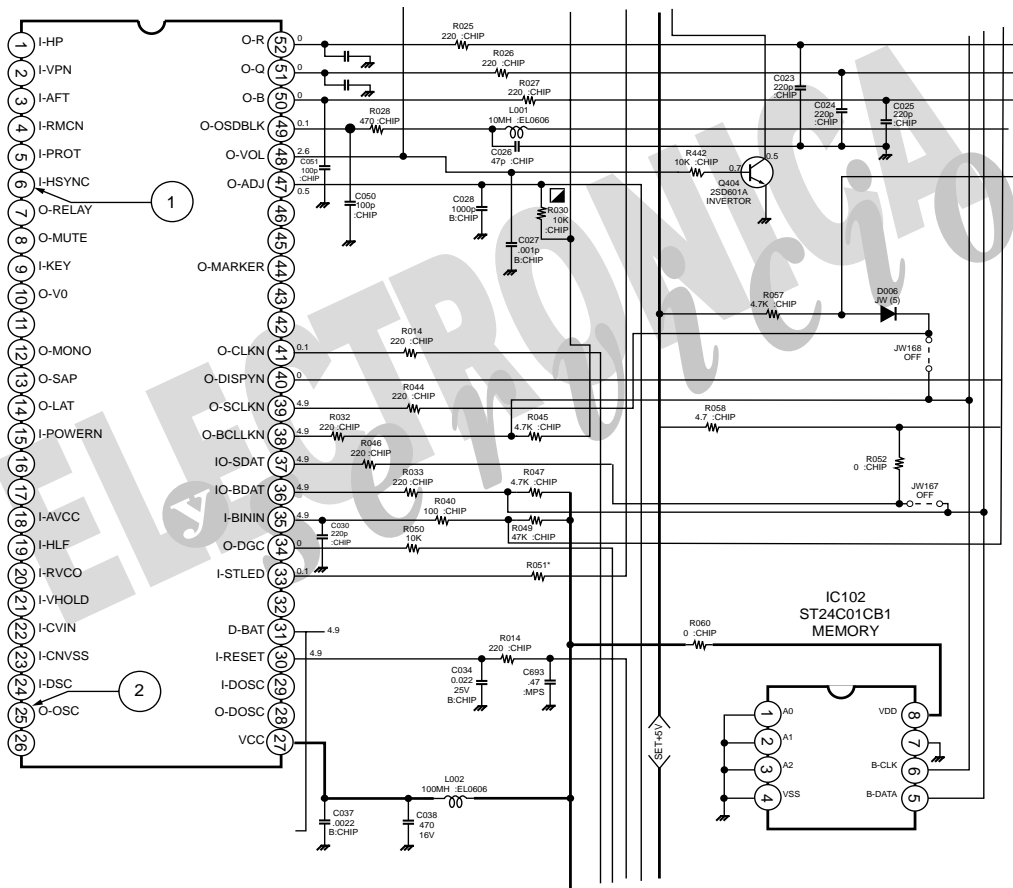 1 I-HP
2 I-VPN
3 I-AFT
4 I-RMCN
5 I-PROT
6 I-HSYNC
7 O-RELAY
8 O-MUTE
9 I-KEY
10 O-V0
11
12 O-MONO
13 O-SAP
14 O-LAT
15 I-POWERN
16
17
18 I-AVCC
19 I-HLF
20 I-RVCO
21 I-VHOLD
22 I-CVIN
23 I-CNVSS
24 I-DSC
25 O-OSC
26
1
2
O-R 52 0
O-Q 51 0
O-B 50 0
O-OSDBLK 49 0.1
O-VOL 48 2.6
O-ADJ 47 0.5
46
45
O-MARKER 44
43
42
O-CLKN 41 0.1
O-DISPYN 40 0
O-SCLKN 39 4.9
O-BCLLKN 38 4.9
IO-SDAT 37 4.9
IO-BDAT 36 4.9
I-BININ 35 4.9
O-DGC 34 0
I-STLED 33 0.1
32
D-BAT 31 4.9
I-RESET 30 4.9
I-DOSC 29
O-DOSC 28
VCC 27
R025
220 :CHIP
R026
220 :CHIP
R027
220 :CHIP
R028
470 :CHIP
L001
10MH :EL0606
C026
47p :CHIP
C051
100p
:CHIP
C050
100p
:CHIP
C028
1000p
B:CHIP
R030
10K
:CHIP
C027
.001p
B:CHIP
R442
10K :CHIP
0.7
0.5
Q404
2SD601A
INVERTOR
C023
220p
:CHIP
C024
220p
:CHIP
C025
220p
:CHIP
R057
4.7K :CHIP
D006
JW (5)
JW168
OFF
R014
220 :CHIP
R044
220 :CHIP
R032
220 :CHIP
R045
4.7K :CHIP
R046
220 :CHIP
R033
220 :CHIP
R047
4.7K :CHIP
R040
100 :CHIP
R049
47K :CHIP
C030
220p
:CHIP
R050
10K
R051*
R058
4.7 :CHIP
R052
0 :CHIP
JW167
OFF
R014
220 :CHIP
C034
0.022
25V
B:CHIP
C693
.47
:MPS
R060
0 :CHIP
SET+5V
L002
100MH :EL0606
C037
.0022
B:CHIP
C038
470
16V
IC102
ST24C01CB1
MEMORY
1 A0
2 A1
3 A2
4 VSS
VDD 8
7
B-CLK 6
B-DATA 5
ELECTRONICA
y servicio